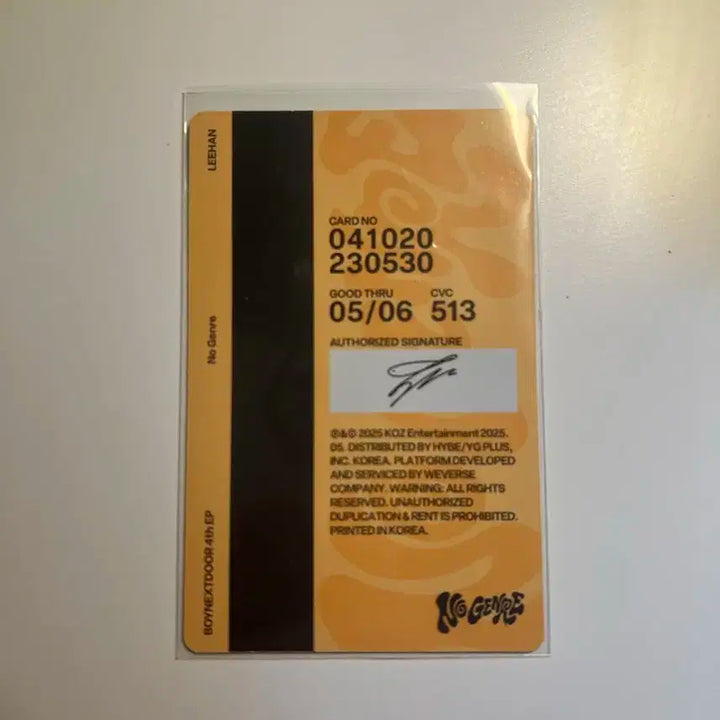 LEEHAN
No Genre
BOYNEXTDOOR 4th EP
CARD NO
041020
230530
GOOD THRU CVC
05/06 513
AUTHORIZED SIGNATURE
℗&© 2025 KOZ Entertainment 2025.
05. DISTRIBUTED BY HYBE/YG PLUS,
INC. KOREA. PLATFORM DEVELOPED
AND SERVICED BY WEVERSE
COMPANY. WARNING: ALL RIGHTS
RESERVED. UNAUTHORIZED
DUPLICATION & RENT IS PROHIBITED.
PRINTED IN KOREA.
NO GENRE